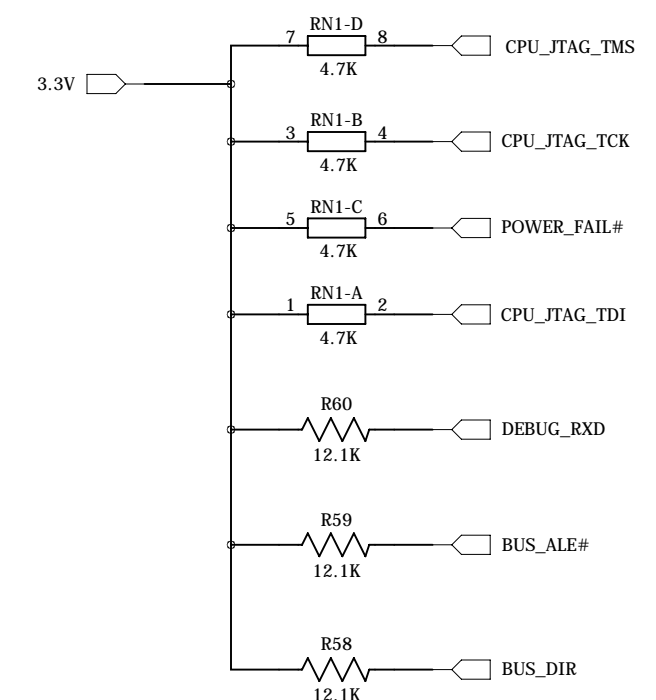 RN1-D
7 8 CPU_JTAG_TMS
4.7K
3.3V
RN1-B
3 4 CPU_JTAG_TCK
4.7K
RN1-C
5 6 POWER_FAIL#
4.7K
RN1-A
1 2 CPU_JTAG_TDI
4.7K
R60
DEBUG_RXD
12.1K
R59
BUS_ALE#
12.1K
R58
BUS_DIR
12.1K